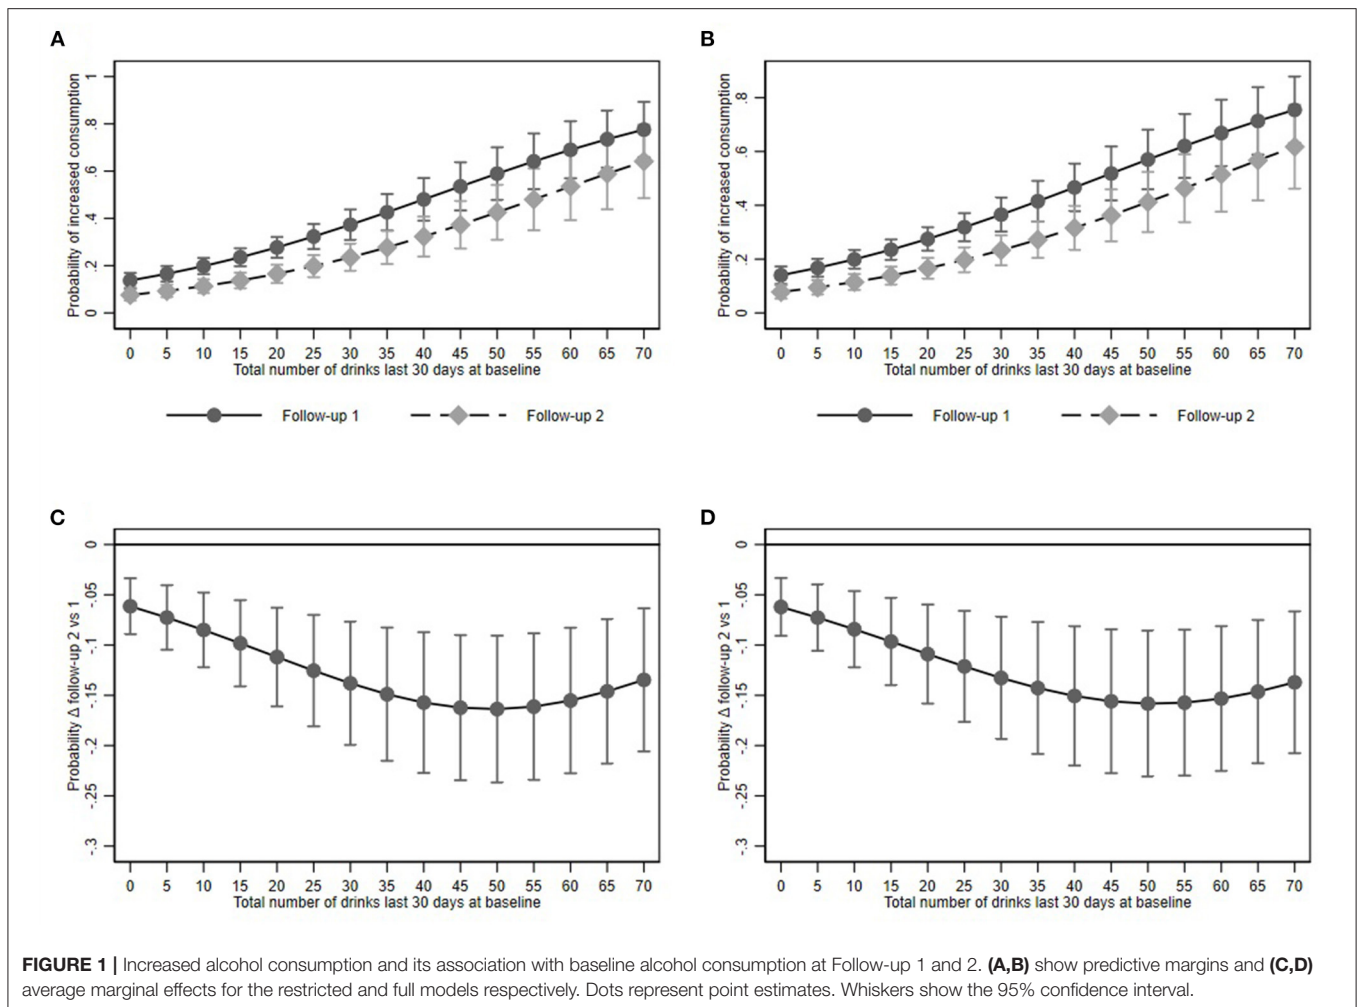 A
Probability of increased consumption
1
.8
.6
.4
.2
0
0 5 10 15 20 25 30 35 40 45 50 55 60 65 70
Total number of drinks last 30 days at baseline
Follow-up 1 Follow-up 2
B
Probability of increased consumption
.8
.6
.4
.2
0
0 5 10 15 20 25 30 35 40 45 50 55 60 65 70
Total number of drinks last 30 days at baseline
Follow-up 1 Follow-up 2
C
Probability Δ follow-up 2 vs 1
0
-.05
-.1
-.15
-.2
-.25
-.3
0 5 10 15 20 25 30 35 40 45 50 55 60 65 70
Total number of drinks last 30 days at baseline
D
Probability Δ follow-up 2 vs 1
0
-.05
-.1
-.15
-.2
-.25
-.3
0 5 10 15 20 25 30 35 40 45 50 55 60 65 70
Total number of drinks last 30 days at baseline
FIGURE 1 | Increased alcohol consumption and its association with baseline alcohol consumption at Follow-up 1 and 2. (A,B) show predictive margins and (C,D)
average marginal effects for the restricted and full models respectively. Dots represent point estimates. Whiskers show the 95% confidence interval.